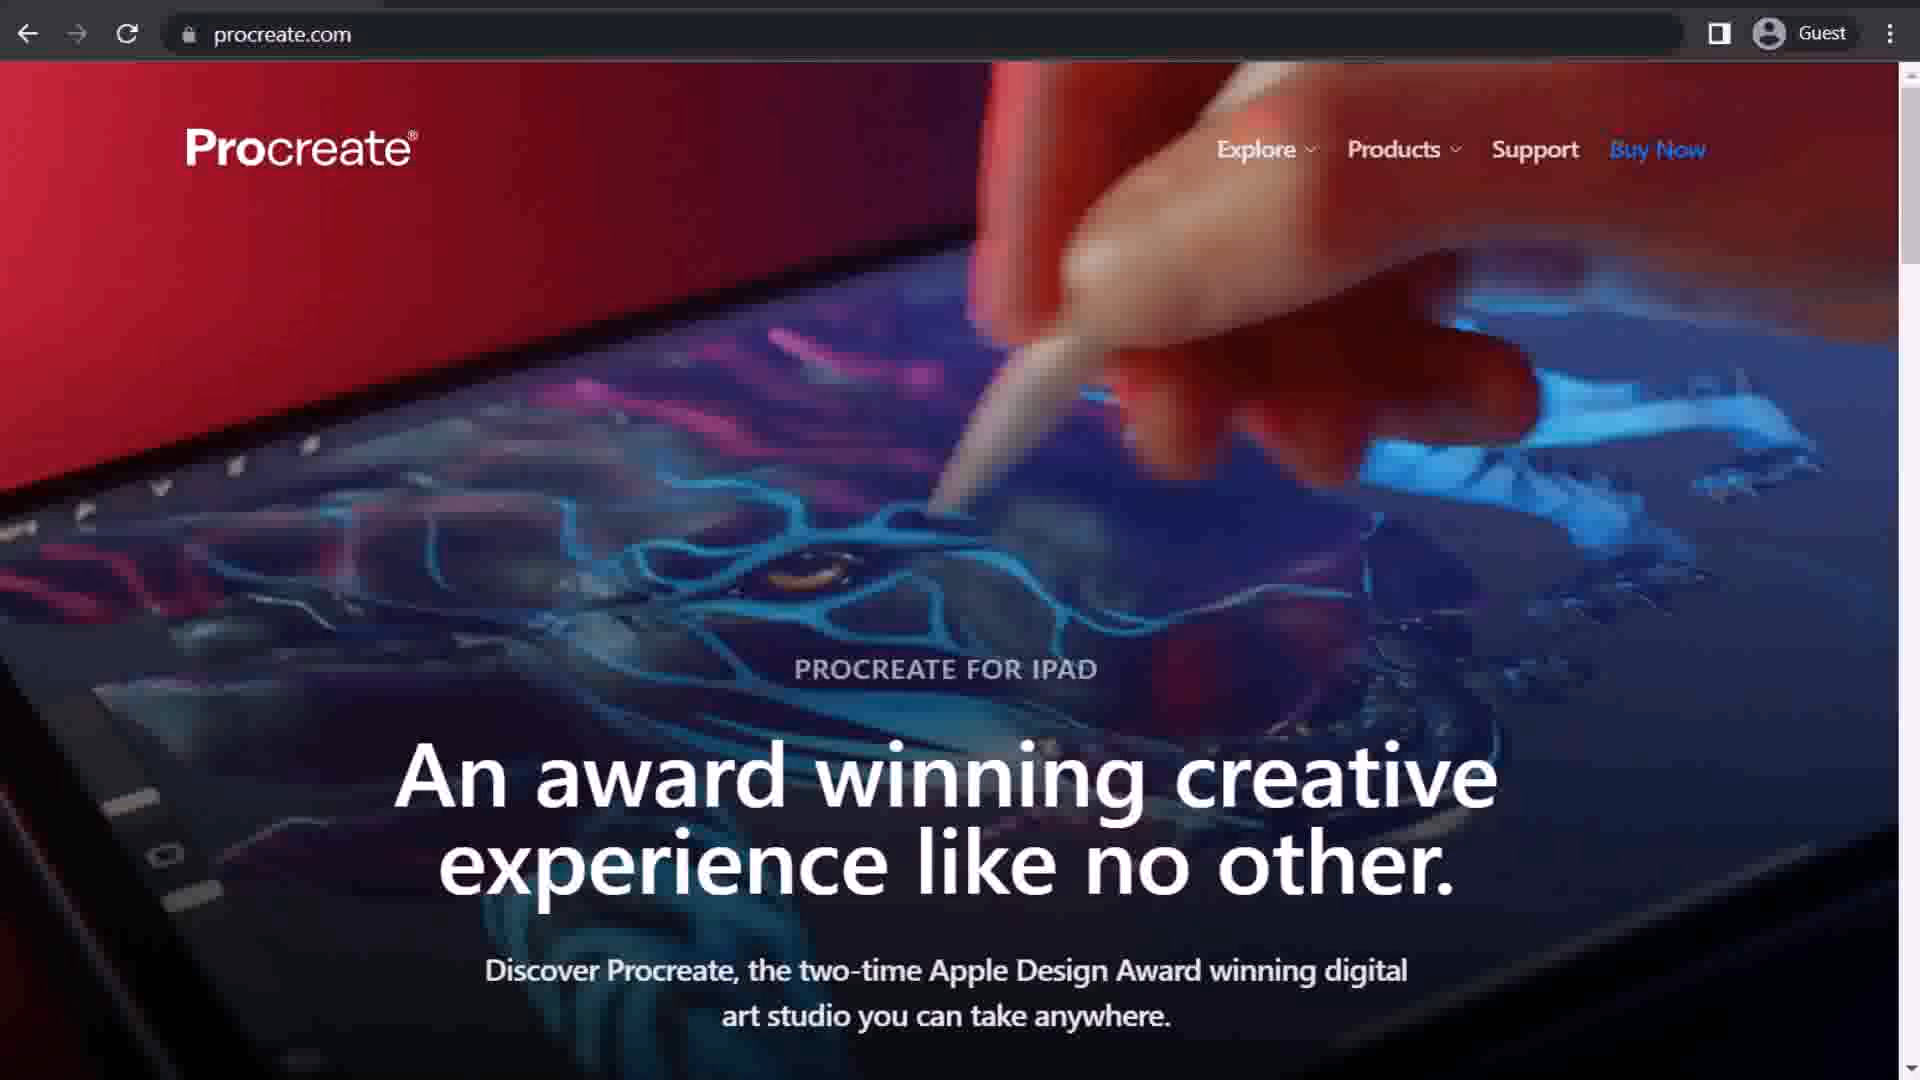 procreate.com
Guest
Procreate®
Explore
Products
Support
Buy Now
PROCREATE FOR IPAD
An award winning creative
experience like no other.
Discover Procreate, the two-time Apple Design Award winning digital
art studio you can take anywhere.